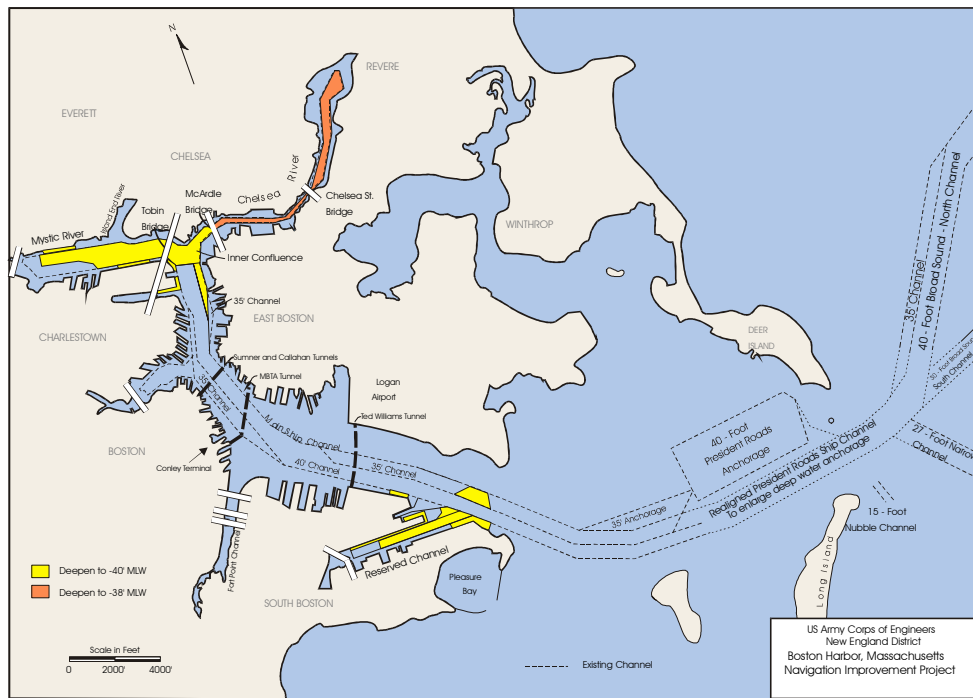 N
REVERE
EVERETT
CHELSEA
Chelsea
River
McArdle
Bridge
Chelsea St.
Bridge
Island End River
Tobin
Bridge
Mystic River
Inner Confluence
WINTHROP
35' Channel
40 - Foot Broad Sound - North Channel
35' Channel
EAST BOSTON
CHARLESTOWN
DEER
ISLAND
Sumner and Callahan Tunnels
MBTA Tunnel
35' Channel
Logan
Airport
Ted Williams Tunnel
Main Ship Channel
South Channel
27 - Foot Narrow
Channel
40 - Foot
President Roads
Anchorage
BOSTON
Conley Terminal
40' Channel
35' Channel
Realigned President Roads Ship Channel
To enlarge deep water anchorage
35' Anchorage
15 - Foot
Nubble Channel
Fort Point Channel
Reserved Channel
Pleasure
Bay
Long Island
Deepen to -40' MLW
Deepen to -38' MLW
SOUTH BOSTON
Scale in Feet
0 2000' 4000'
Existing Channel
US Army Corps of Engineers
New England District
Boston Harbor, Massachusetts
Navigation Improvement Project